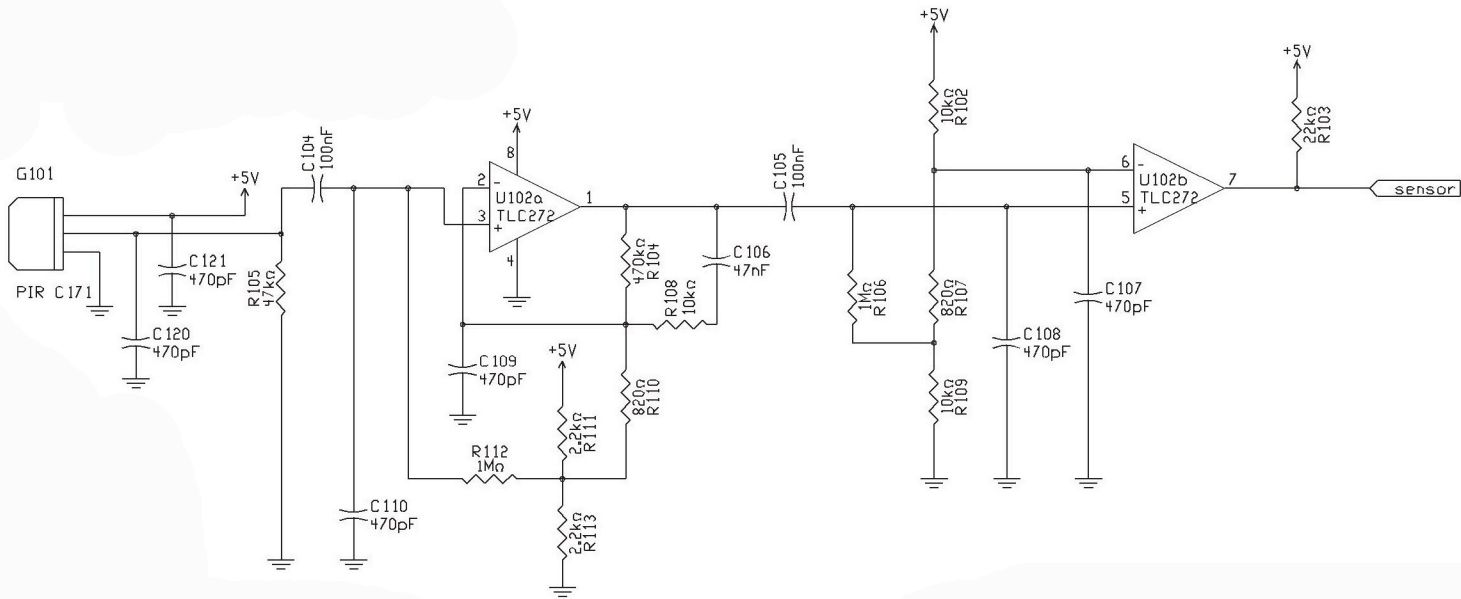 G101
PIR C171
+5V
C121
470pF
C120
470pF
R105
47kΩ
C104
100nF
C110
470pF
+5V
8
2
-
3
+
U102a
TLC272
1
4
C109
470pF
R112
1MΩ
+5V
2.2kΩ
R111
2.2kΩ
R113
470kΩ
R104
R108
10kΩ
C106
47nF
820Ω
R110
C105
100nF
1MΩ
R106
+5V
10kΩ
R102
820Ω
R107
10kΩ
R109
C108
470pF
C107
470pF
6
-
5
+
U102b
TLC272
7
+5V
22kΩ
R103
sensor